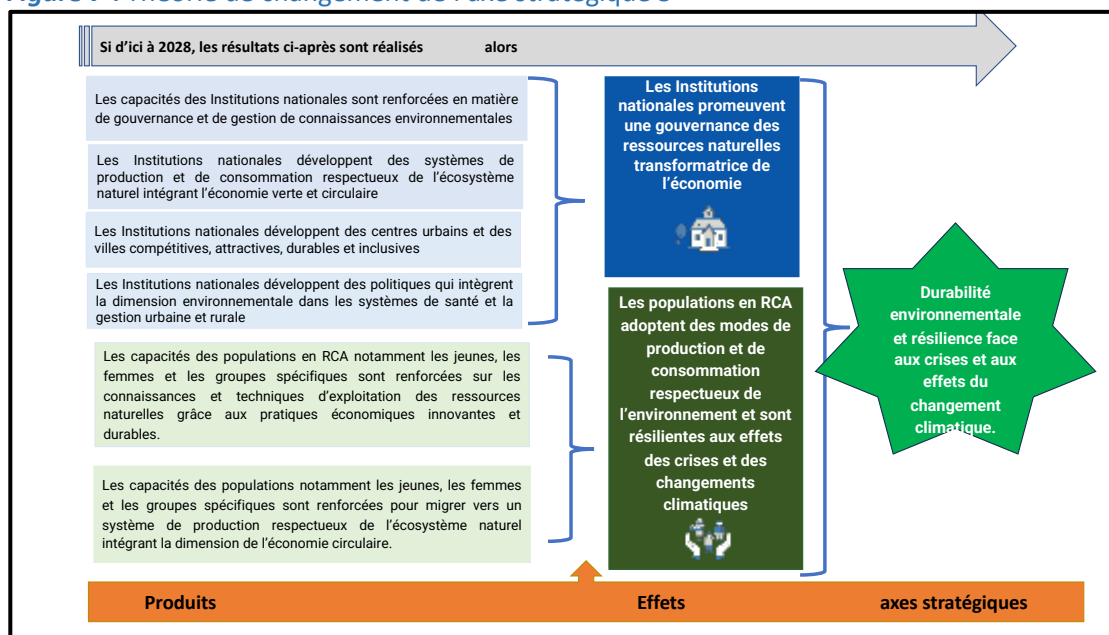 Si d'ici à 2028, les résultats ci-après sont réalisés alors
Les capacités des Institutions nationales sont renforcées en matière
de gouvernance et de gestion de connaissances environnementales
Les Institutions nationales développent des systèmes de
production et de consommation respectueux de l'écosystème
naturel intégrant l'économie verte et circulaire
Les Institutions nationales développent des centres urbains et des
villes compétitives, attractives, durables et inclusives
Les Institutions nationales développent des politiques qui intègrent
la dimension environnementale dans les systèmes de santé et la
gestion urbaine et rurale
Les capacités des populations en RCA notamment les jeunes, les
femmes et les groupes spécifiques sont renforcées sur les
connaissances et techniques d'exploitation des ressources
naturelles grâce aux pratiques économiques innovantes et
durables.
Les capacités des populations notamment les jeunes, les femmes
et les groupes spécifiques sont renforcées pour migrer vers un
système de production respectueux de l'écosystème naturel
intégrant la dimension de l'économie circulaire.
Les Institutions
nationales promeuvent
une gouvernance des
ressources naturelles
transformatrice de
l'économie
Les populations en RCA
adoptent des modes de
production et de
consommation
respectueux de
l'environnement et sont
résilientes aux effets
des crises et des
changements
climatiques
Durabilité
environnementale
et résilience face
aux crises et aux
effets du
changement
climatique.
Produits Effets axes stratégiques